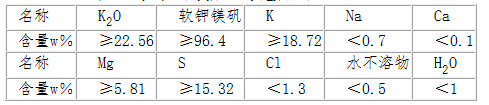 名称 K₂O 软钾镁矾 K Na Ca
含量w% ≥22.56 ≥96.4 ≥18.72 <0.7 <0.1
名称 Mg S Cl 水不溶物 H₂O
含量w% ≥5.81 ≥15.32 <1.3 <0.5 <1